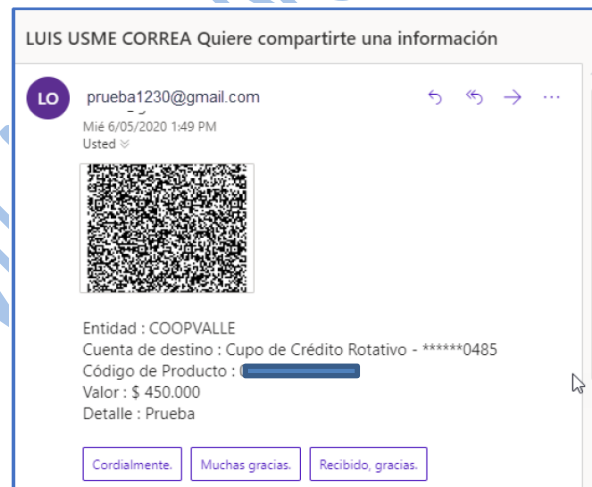 LUIS USME CORREA Quiere compartirte una información
LO
prueba1230@gmail.com
Mié 6/05/2020 1:49 PM
Usted
Entidad : COOPVALLE
Cuenta de destino : Cupo de Crédito Rotativo - ******0485
Código de Producto :
Valor : $ 450.000
Detalle : Prueba
Cordialmente. Muchas gracias. Recibido, gracias.